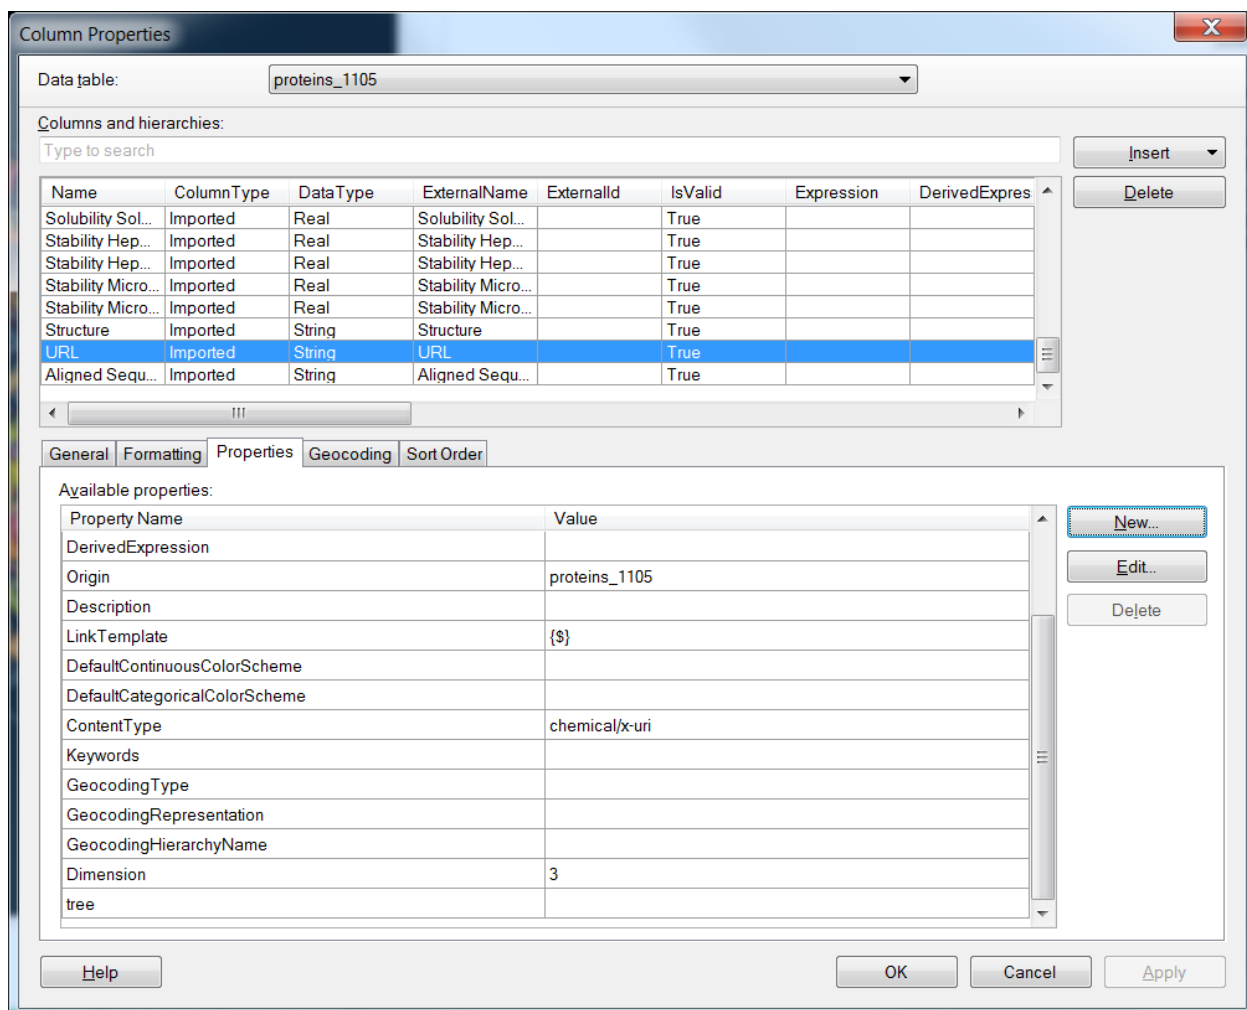 Column Properties
X
Data table:
proteins_1105
Columns and hierarchies:
Type to search
Insert
Delete
Name ColumnType DataType ExternalName ExternalId IsValid Expression DerivedExpres
Solubility Sol... Imported Real Solubility Sol... True
Stability Hep... Imported Real Stability Hep... True
Stability Hep... Imported Real Stability Hep... True
Stability Micro... Imported Real Stability Micro... True
Stability Micro... Imported Real Stability Micro... True
Structure Imported String Structure True
URL Imported String URL True
Aligned Sequ... Imported String Aligned Sequ... True
General Formatting Properties Geocoding Sort Order
Available properties:
Property Name Value
DerivedExpression
Origin proteins_1105
Description
LinkTemplate {$}
DefaultContinuousColorScheme
DefaultCategoricalColorScheme
ContentType chemical/x-uri
Keywords
GeocodingType
GeocodingRepresentation
GeocodingHierarchyName
Dimension 3
tree
New...
Edit...
Delete
Help
OK
Cancel
Apply